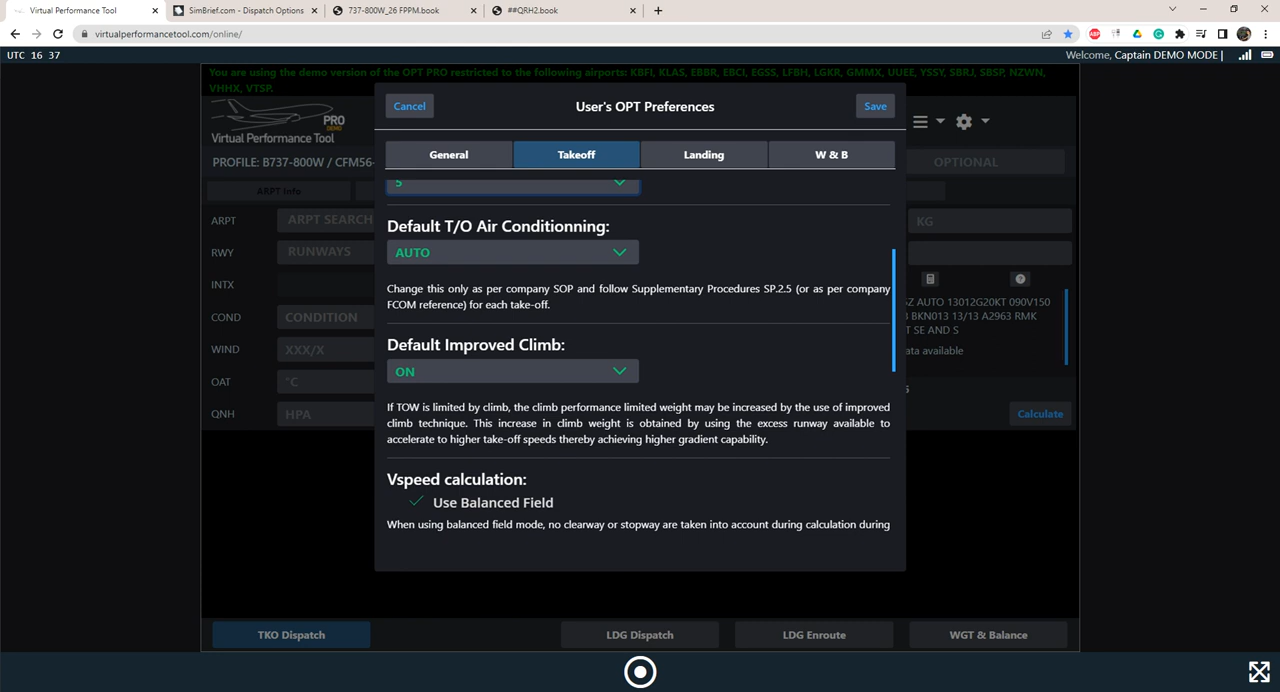 Virtual Performance Tool
SimBrief.com - Dispatch Options
737-800W_26 FPPM.book
##QRH2.book
virtualperformancetool.com/online/
UTC 16 37
Welcome, Captain DEMO MODE |
You are using the demo version of the OPT PRO restricted to the following airports: KBFI, KLAS, EBBR, EBCI, EGSS, LFBH, LGKR, GMMX, UUEE, YSSY, SBRJ, SBSP, NZWN,
VHHX, VTSP.
PRO
DEMO
Virtual Performance Tool
PROFILE: B737-800W / CFM56-
OPTIONAL
ARPT Info
ARPT
ARPT SEARCH
KG
RWY
RUNWAYS
INTX
COND
CONDITION
WIND
XXX/X
OAT
°C
QNH
HPA
Z AUTO 13012G20KT 090V150
BKN013 13/13 A2963 RMK
T SE AND S
ata available
Calculate
Cancel
User's OPT Preferences
Save
General
Takeoff
Landing
W & B
5
Default T/O Air Conditionning:
AUTO
Change this only as per company SOP and follow Supplementary Procedures SP.2.5 (or as per company
FCOM reference) for each take-off.
Default Improved Climb:
ON
If TOW is limited by climb, the climb performance limited weight may be increased by the use of improved
climb technique. This increase in climb weight is obtained by using the excess runway available to
accelerate to higher take-off speeds thereby achieving higher gradient capability.
Vspeed calculation:
Use Balanced Field
When using balanced field mode, no clearway or stopway are taken into account during calculation during
TKO Dispatch
LDG Dispatch
LDG Enroute
WGT & Balance